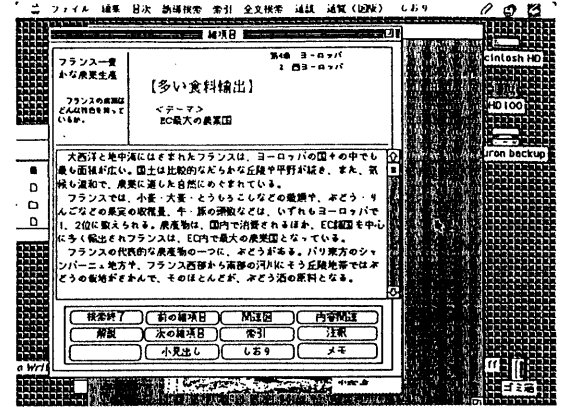 ファイル 編集 目次 誘導検索 索引 全文検索 追跡 通覧(図版) しおり
細項目
フランス―豊
かな農業生産
フランスの農業は
どんな特色を持って
いるか。
第4章 ヨーロッパ
2 西ヨーロッパ
【多い食料輸出】
<テーマ>
EC最大の農業国
大西洋と地中海にはさまれたフランスは、ヨーロッパの国々の中でも
最も面積が広い。国土は比較的なだらかな丘陵や平野が続き、また、気
候も温和で、農業に適した自然にめぐまれている。
フランスでは、小麦・大麦・とうもろこしなどの穀類や、ぶどう・り
んごなどの果実の収穫量、牛・豚の頭数などは、いずれもヨーロッパで
1、2位に数えられる。農産物は、国内で消費されるほか、EC諸国を中心
に多く輸出されフランスは、EC内で最大の農業国となっている。
フランスの代表的な農産物の一つに、ぶどうがある。パリ東方のシャ
ンパーニュ地方や、フランス西部から南部の河川にそう丘陵地帯ではぶ
どうの栽培がさかんで、そのほとんどが、ぶどう酒の原料となる。
検索終了 前の細項目 関連図 内容関連
解説 次の細項目 索引 注釈
小見出し しおり メモ
cintosh HD
HD100
uron backup
a Wri
ゴミ箱